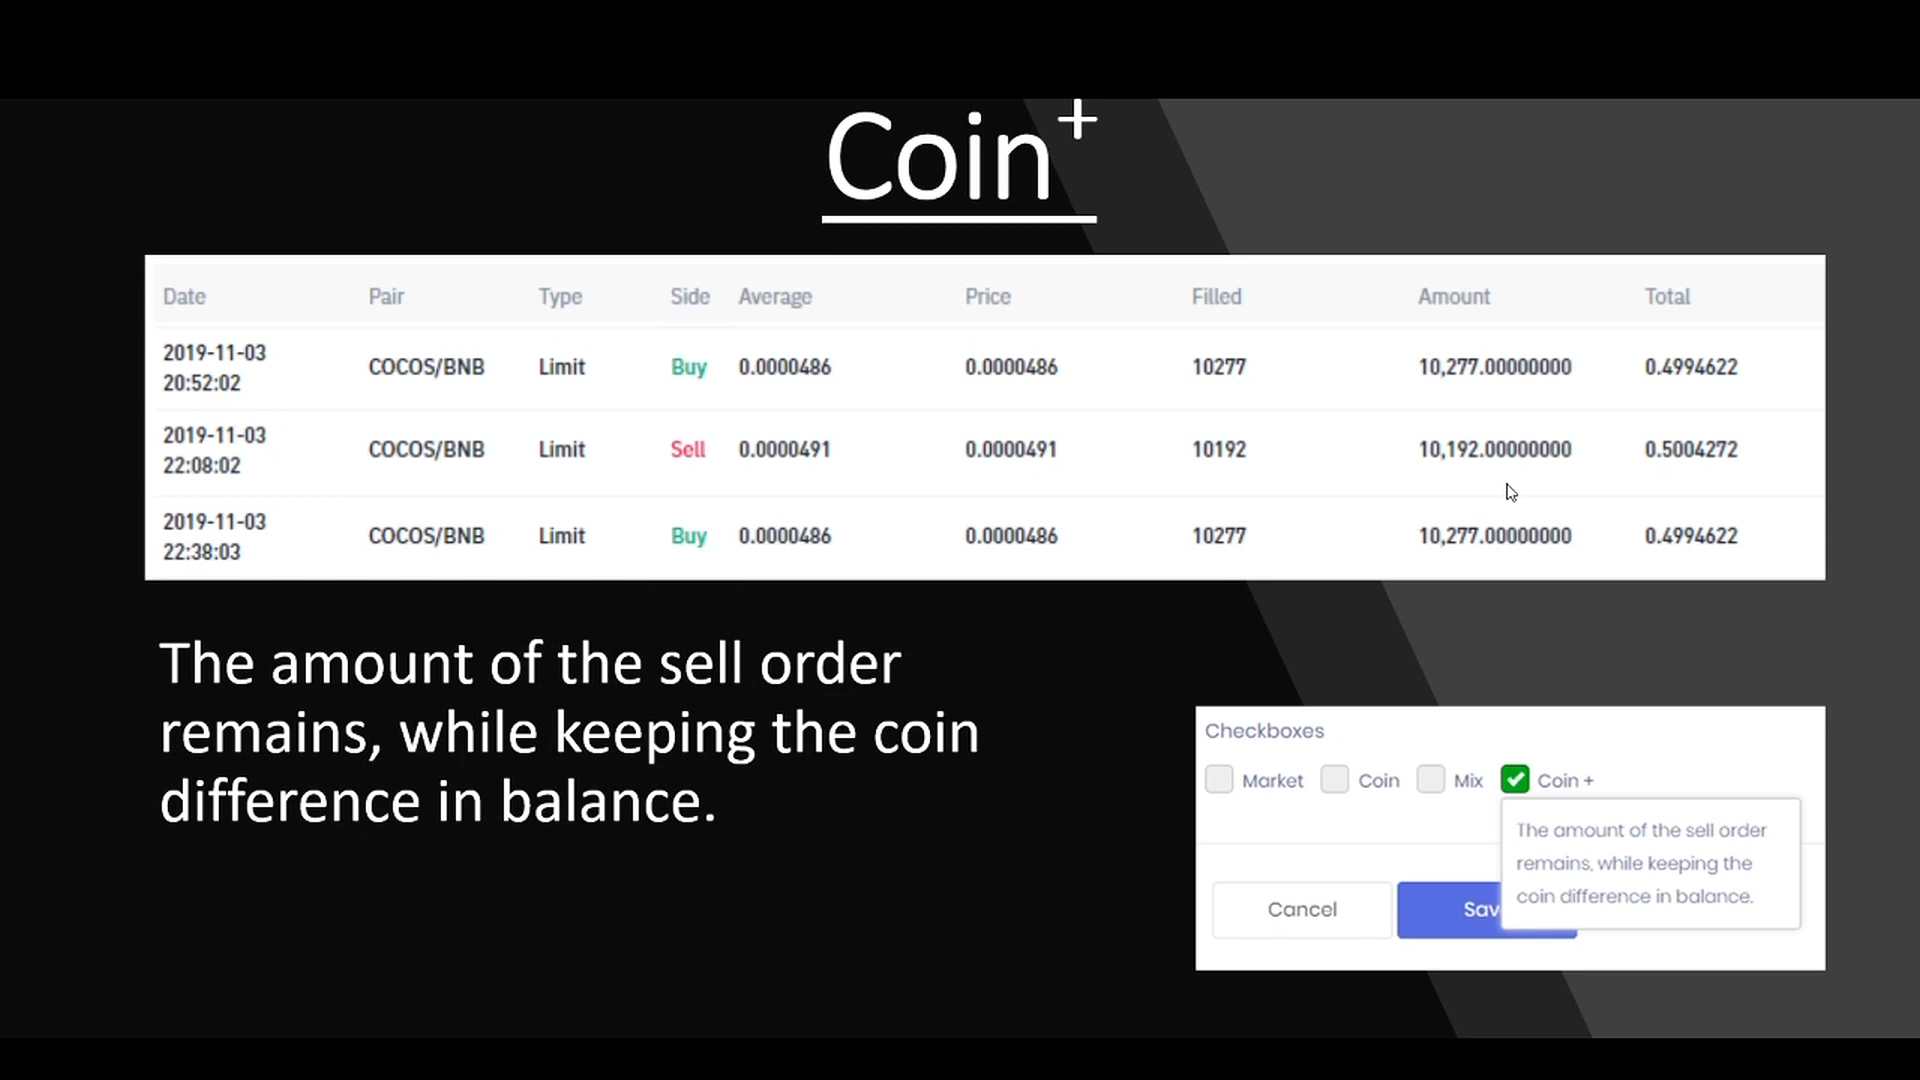 Coin+
Date Pair Type Side Average Price Filled Amount Total
2019-11-03
20:52:02 COCOS/BNB Limit Buy 0.0000486 0.0000486 10277 10,277.00000000 0.4994622
2019-11-03
22:08:02 COCOS/BNB Limit Sell 0.0000491 0.0000491 10192 10,192.00000000 0.5004272
2019-11-03
22:38:03 COCOS/BNB Limit Buy 0.0000486 0.0000486 10277 10,277.00000000 0.4994622
The amount of the sell order
remains, while keeping the coin
difference in balance.
Checkboxes
Market Coin Mix Coin +
The amount of the sell order
remains, while keeping the
coin difference in balance.
Cancel Sav